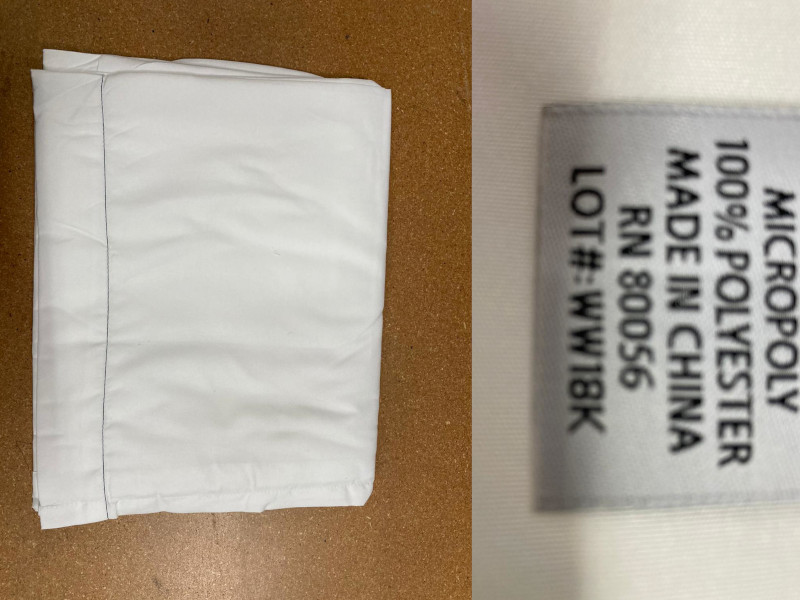 MICROPOLY
100% POLYESTER
MADE IN CHINA
RN 80056
LOT#:WW18K